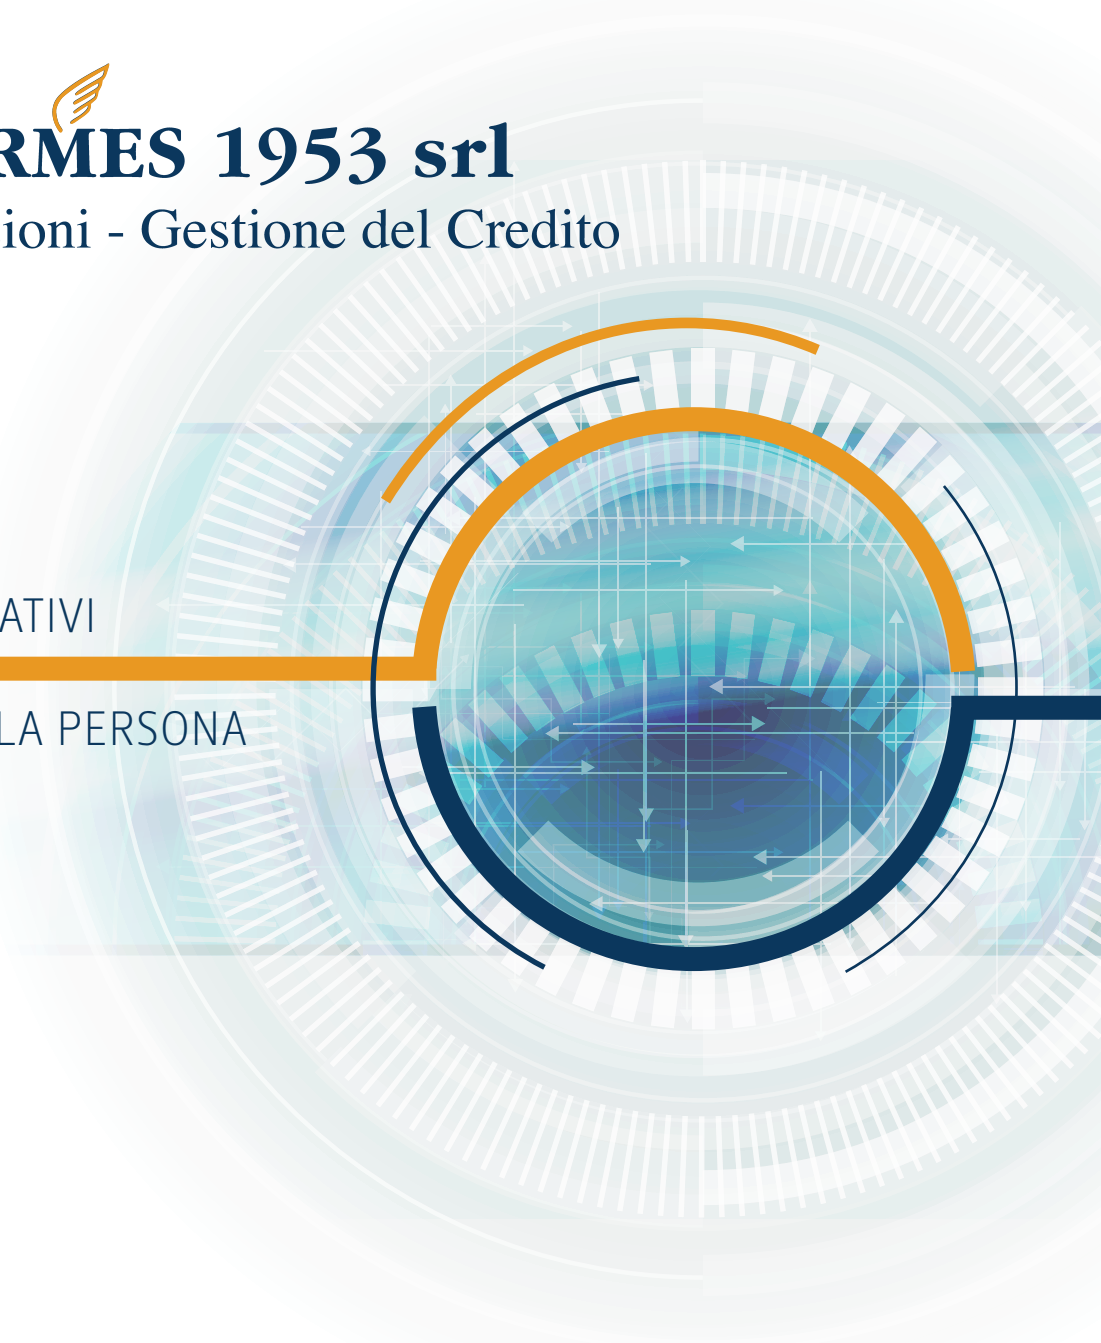 RMES 1953 srl
ioni - Gestione del Credito
ATIVI
LA PERSONA